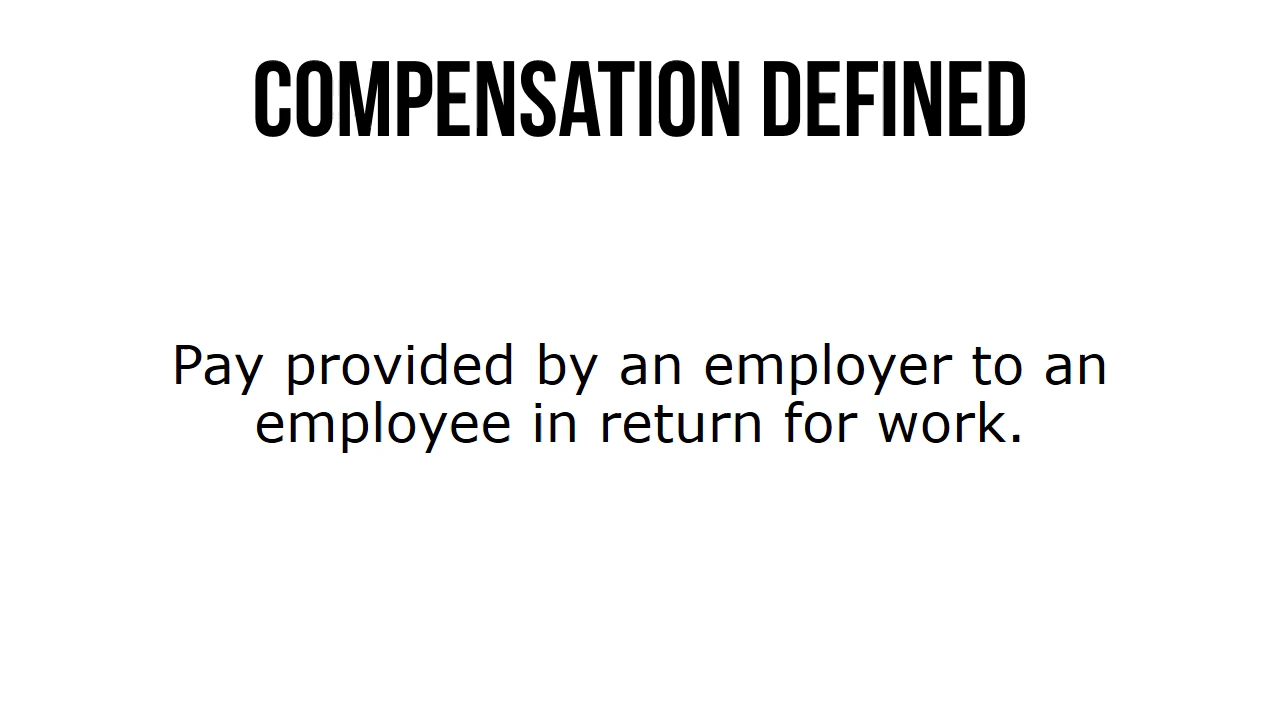 COMPENSATION DEFINED
Pay provided by an employer to an
employee in return for work.